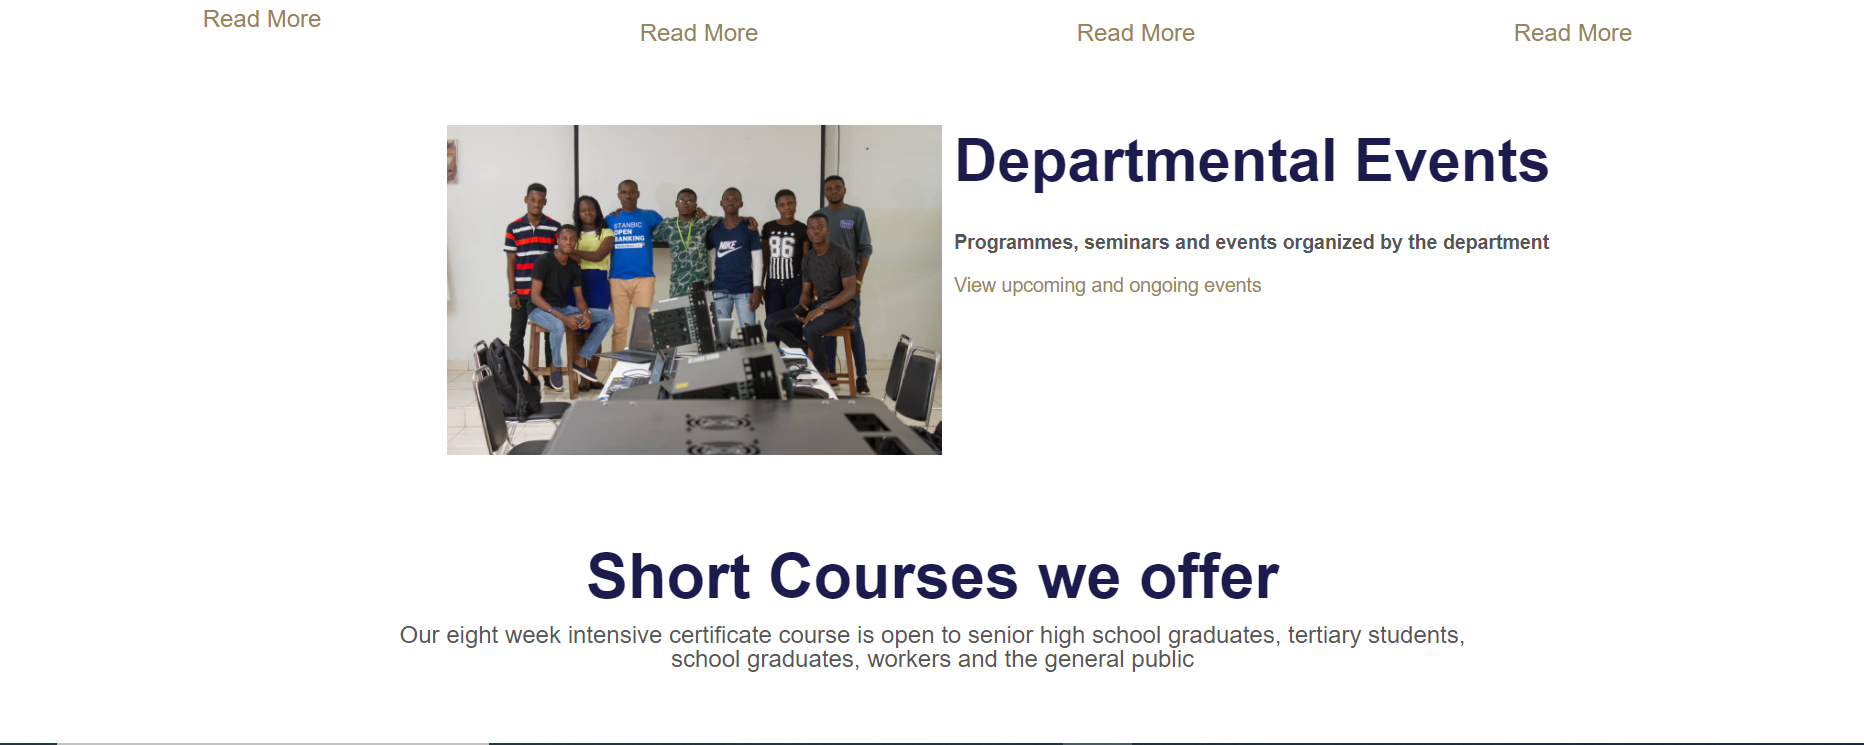 Read More
Read More
Read More
Read More
Departmental Events
STANBIC
OPEN
BANKING
NIKE
86
Programmes, seminars and events organized by the department
View upcoming and ongoing events
Short Courses we offer
Our eight week intensive certificate course is open to senior high school graduates, tertiary students,
school graduates, workers and the general public